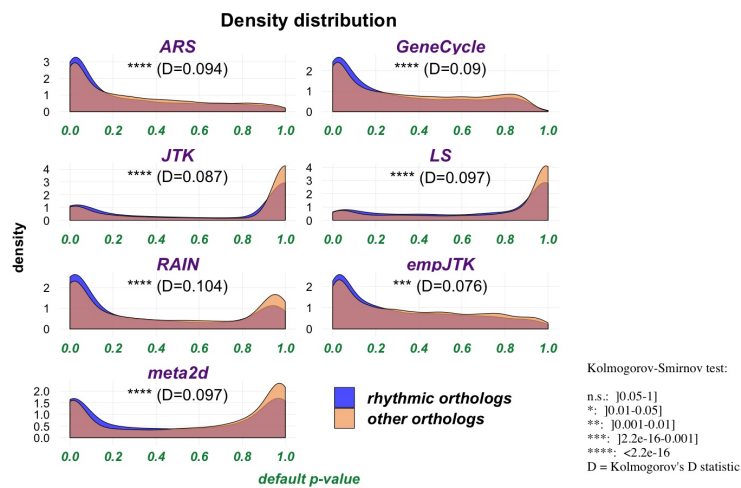 Density distribution
ARS
**** (D=0.094)
3
2
1
0
0.0 0.2 0.4 0.6 0.8 1.0
GeneCycle
**** (D=0.09)
2
1
0
0.0 0.2 0.4 0.6 0.8 1.0
JTK
**** (D=0.087)
4
3
2
1
0
0.0 0.2 0.4 0.6 0.8 1.0
LS
**** (D=0.097)
4
3
2
1
0
0.0 0.2 0.4 0.6 0.8 1.0
density
RAIN
**** (D=0.104)
2
1
0
0.0 0.2 0.4 0.6 0.8 1.0
empJTK
*** (D=0.076)
2
1
0
0.0 0.2 0.4 0.6 0.8 1.0
meta2d
**** (D=0.097)
2.0
1.5
1.0
0.5
0.0
0.0 0.2 0.4 0.6 0.8 1.0
default p-value
rhythmic orthologs
other orthologs
Kolmogorov-Smirnov test:
n.s.: ]0.05-1]
*: ]0.01-0.05]
**: ]0.001-0.01]
***: ]2.2e-16-0.001]
****: <2.2e-16
D = Kolmogorov's D statistic